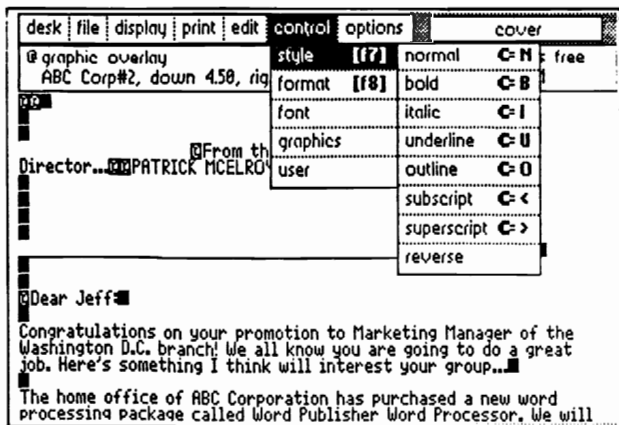 desk file display print edit control options cover
@ graphic overlay
ABC Corp#2, down 4.50, rig
s free
style [f7]
format [f8]
font
graphics
user
normal C= N
bold C= B
italic C= I
underline C= U
outline C= O
subscript C= <
superscript C= >
reverse
From th
Director...PATRICK MCELROY
Dear Jeff:
Congratulations on your promotion to Marketing Manager of the
Washington D.C. branch! We all know you are going to do a great
job. Here's something I think will interest your group...
The home office of ABC Corporation has purchased a new word
processing package called Word Publisher Word Processor. We will